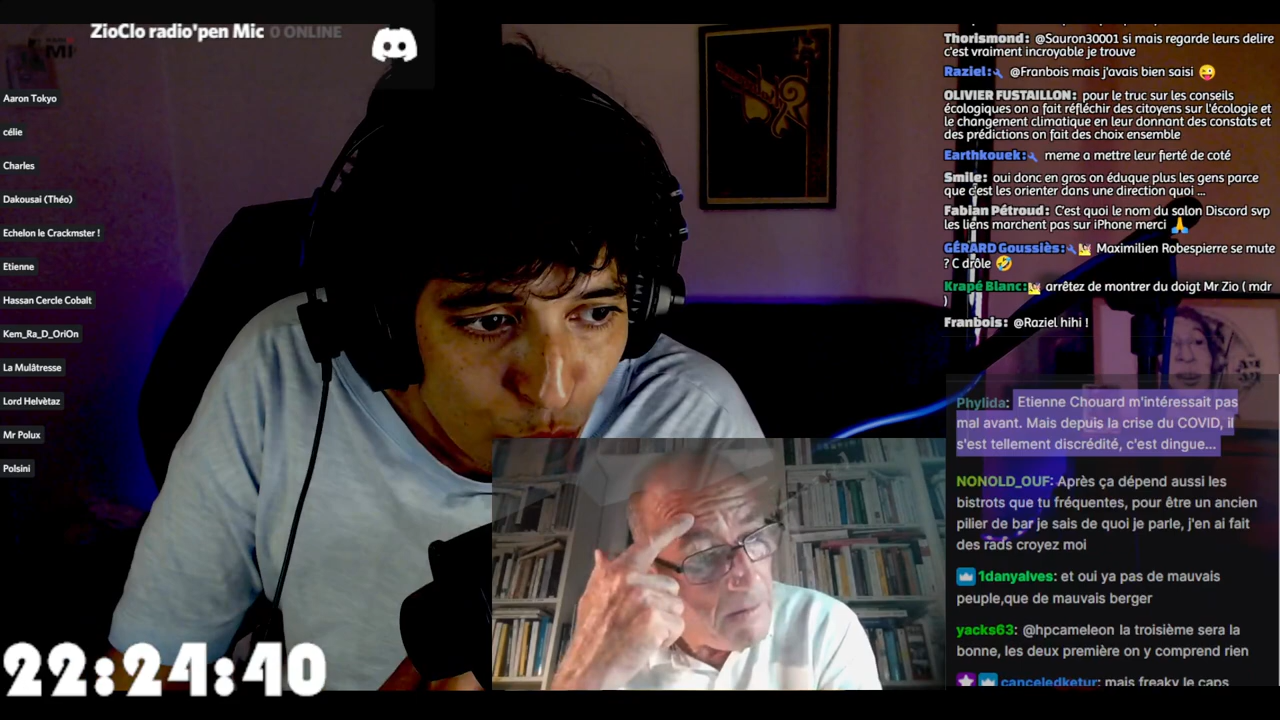 ZioClo radio'pen Mic 0 ONLINE
MI
Aaron Tokyo
célie
Charles
Dakousai (Théo)
Echelon le Crackmster !
Etienne
Hassan Cercle Cobalt
Kem_Ra_D_OriOn
La Mulâtresse
Lord Helvètaz
Mr Polux
Polsini
22:24:40
Thorismond: @Sauron30001 si mais regarde leurs delire
c'est vraiment incroyable je trouve
Raziel: @Franbois mais j'avais bien saisi 😜
OLIVIER FUSTAILLON: pour le truc sur les conseils
écologiques on a fait réfléchir des citoyens sur l'écologie et
le changement climatique en leur donnant des constats et
des prédictions on fait des choix ensemble
Earthkouek: meme a mettre leur fierté de coté
Smile: oui donc en gros on éduque plus les gens parce
que c'est les orienter dans une direction quoi ...
Fabian Pétroud: C'est quoi le nom du salon Discord svp
les liens marchent pas sur iPhone merci 🙏
GÉRARD Goussiès: Maximilien Robespierre se mute
? C drôle 🤣
Krapé Blanc: arrêtez de montrer du doigt Mr Zio ( mdr
)
Franbois: @Raziel hihi !
Phylida: Etienne Chouard m'intéressait pas
mal avant. Mais depuis la crise du COVID, il
s'est tellement discrédité, c'est dingue...
NONOLD_OUF: Après ça dépend aussi les
bistrots que tu fréquentes, pour être un ancien
pilier de bar je sais de quoi je parle, j'en ai fait
des rads croyez moi
1danyalves: et oui ya pas de mauvais
peuple,que de mauvais berger
yacks63: @hpcameleon la troisième sera la
bonne, les deux première on y comprend rien
canceledketur: mais freaky le caps